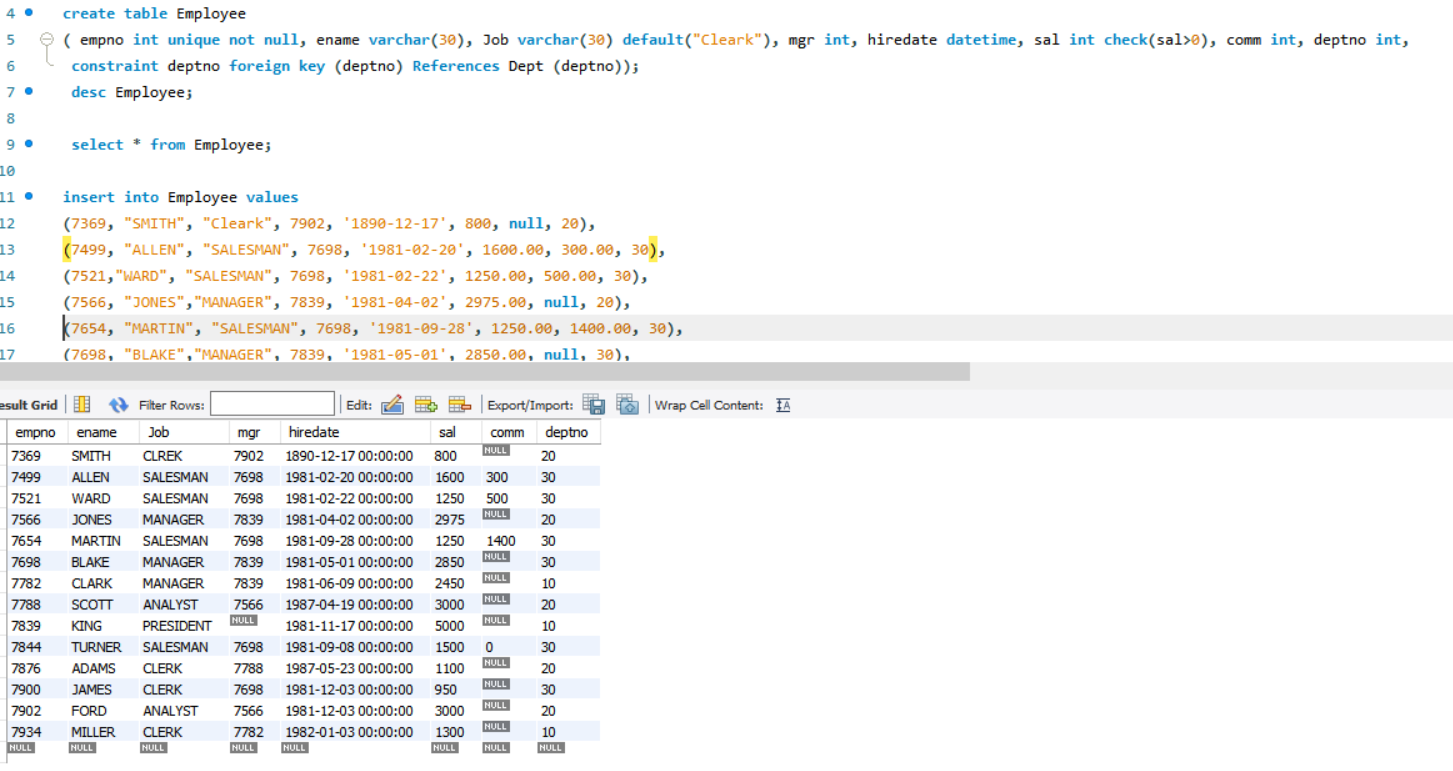 4 create table Employee
5 ( empno int unique not null, ename varchar(30), Job varchar(30) default("Cleark"), mgr int, hiredate datetime, sal int check(sal>0), comm int, deptno int,
6 constraint deptno foreign key (deptno) References Dept (deptno));
7 desc Employee;
8
9 select * from Employee;
10
11 insert into Employee values
12 (7369, "SMITH", "Cleark", 7902, '1890-12-17', 800, null, 20),
13 (7499, "ALLEN", "SALESMAN", 7698, '1981-02-20', 1600.00, 300.00, 30),
14 (7521,"WARD", "SALESMAN", 7698, '1981-02-22', 1250.00, 500.00, 30),
15 (7566, "JONES","MANAGER", 7839, '1981-04-02', 2975.00, null, 20),
16 (7654, "MARTIN", "SALESMAN", 7698, '1981-09-28', 1250.00, 1400.00, 30),
17 (7698, "BLAKE","MANAGER", 7839, '1981-05-01', 2850.00, null, 30),
esult Grid Filter Rows: Edit: Export/Import: Wrap Cell Content: IA
empno ename Job mgr hiredate sal comm deptno
7369 SMITH CLREK 7902 1890-12-17 00:00:00 800 NULL 20
7499 ALLEN SALESMAN 7698 1981-02-20 00:00:00 1600 300 30
7521 WARD SALESMAN 7698 1981-02-22 00:00:00 1250 500 30
7566 JONES MANAGER 7839 1981-04-02 00:00:00 2975 NULL 20
7654 MARTIN SALESMAN 7698 1981-09-28 00:00:00 1250 1400 30
7698 BLAKE MANAGER 7839 1981-05-01 00:00:00 2850 NULL 30
7782 CLARK MANAGER 7839 1981-06-09 00:00:00 2450 NULL 10
7788 SCOTT ANALYST 7566 1987-04-19 00:00:00 3000 NULL 20
7839 KING PRESIDENT NULL 1981-11-17 00:00:00 5000 NULL 10
7844 TURNER SALESMAN 7698 1981-09-08 00:00:00 1500 0 30
7876 ADAMS CLERK 7788 1987-05-23 00:00:00 1100 NULL 20
7900 JAMES CLERK 7698 1981-12-03 00:00:00 950 NULL 30
7902 FORD ANALYST 7566 1981-12-03 00:00:00 3000 NULL 20
7934 MILLER CLERK 7782 1982-01-03 00:00:00 1300 NULL 10
NULL NULL NULL NULL NULL NULL NULL NULL